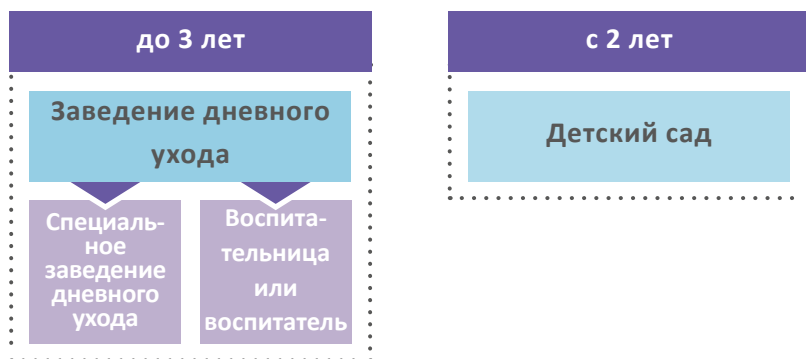 до 3 лет
Заведение дневного
ухода
Специаль-
ное
заведение
дневного
ухода
Воспита-
тельница
или
воспитатель
с 2 лет
Детский сад